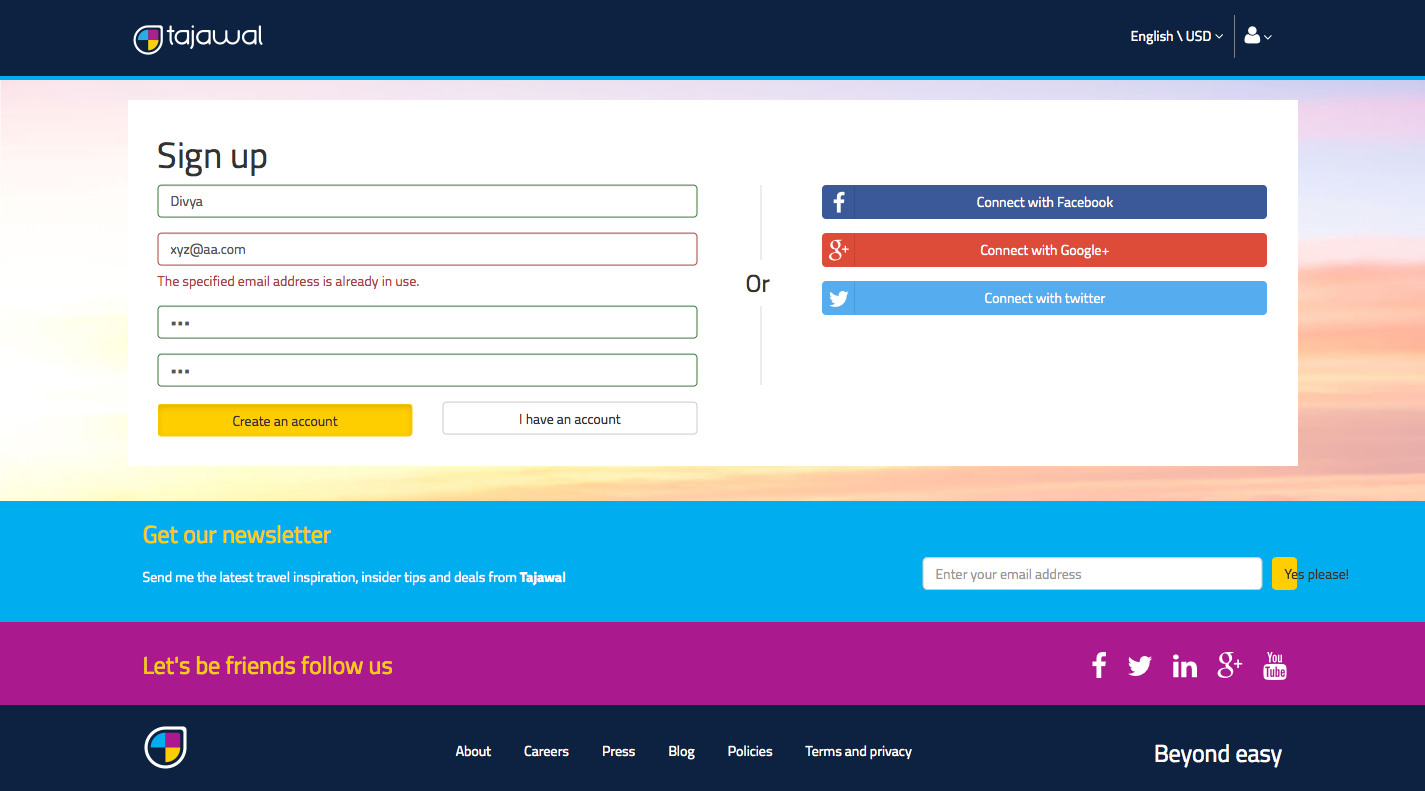 tajawal
English \ USD
Sign up
Divya
xyz@aa.com
The specified email address is already in use.
Create an account
I have an account
Or
Connect with Facebook
Connect with Google+
Connect with twitter
Get our newsletter
Send me the latest travel inspiration, insider tips and deals from Tajawal
Enter your email address
Yes please!
Let's be friends follow us
You
Tube
About
Careers
Press
Blog
Policies
Terms and privacy
Beyond easy